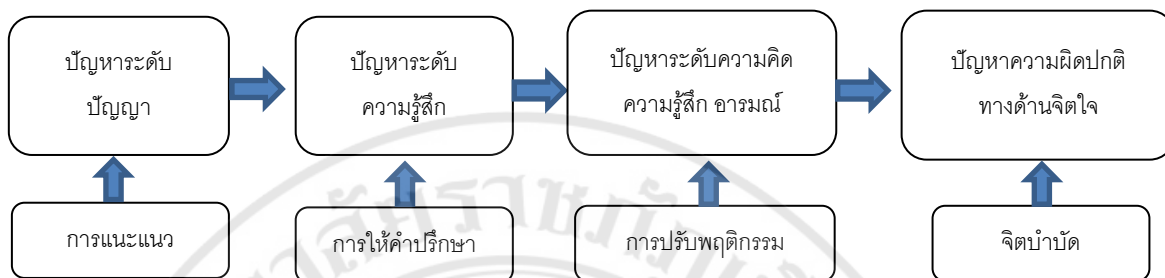 ปัญหาระดับ
ปัญญา
ปัญหาระดับ
ความรู้สึก
ปัญหาระดับความคิด
ความรู้สึก อารมณ์
ปัญหาความผิดปกติ
ทางด้านจิตใจ
การแนะแนว
การให้คำปรึกษา
การปรับพฤติกรรม
จิตบำบัด